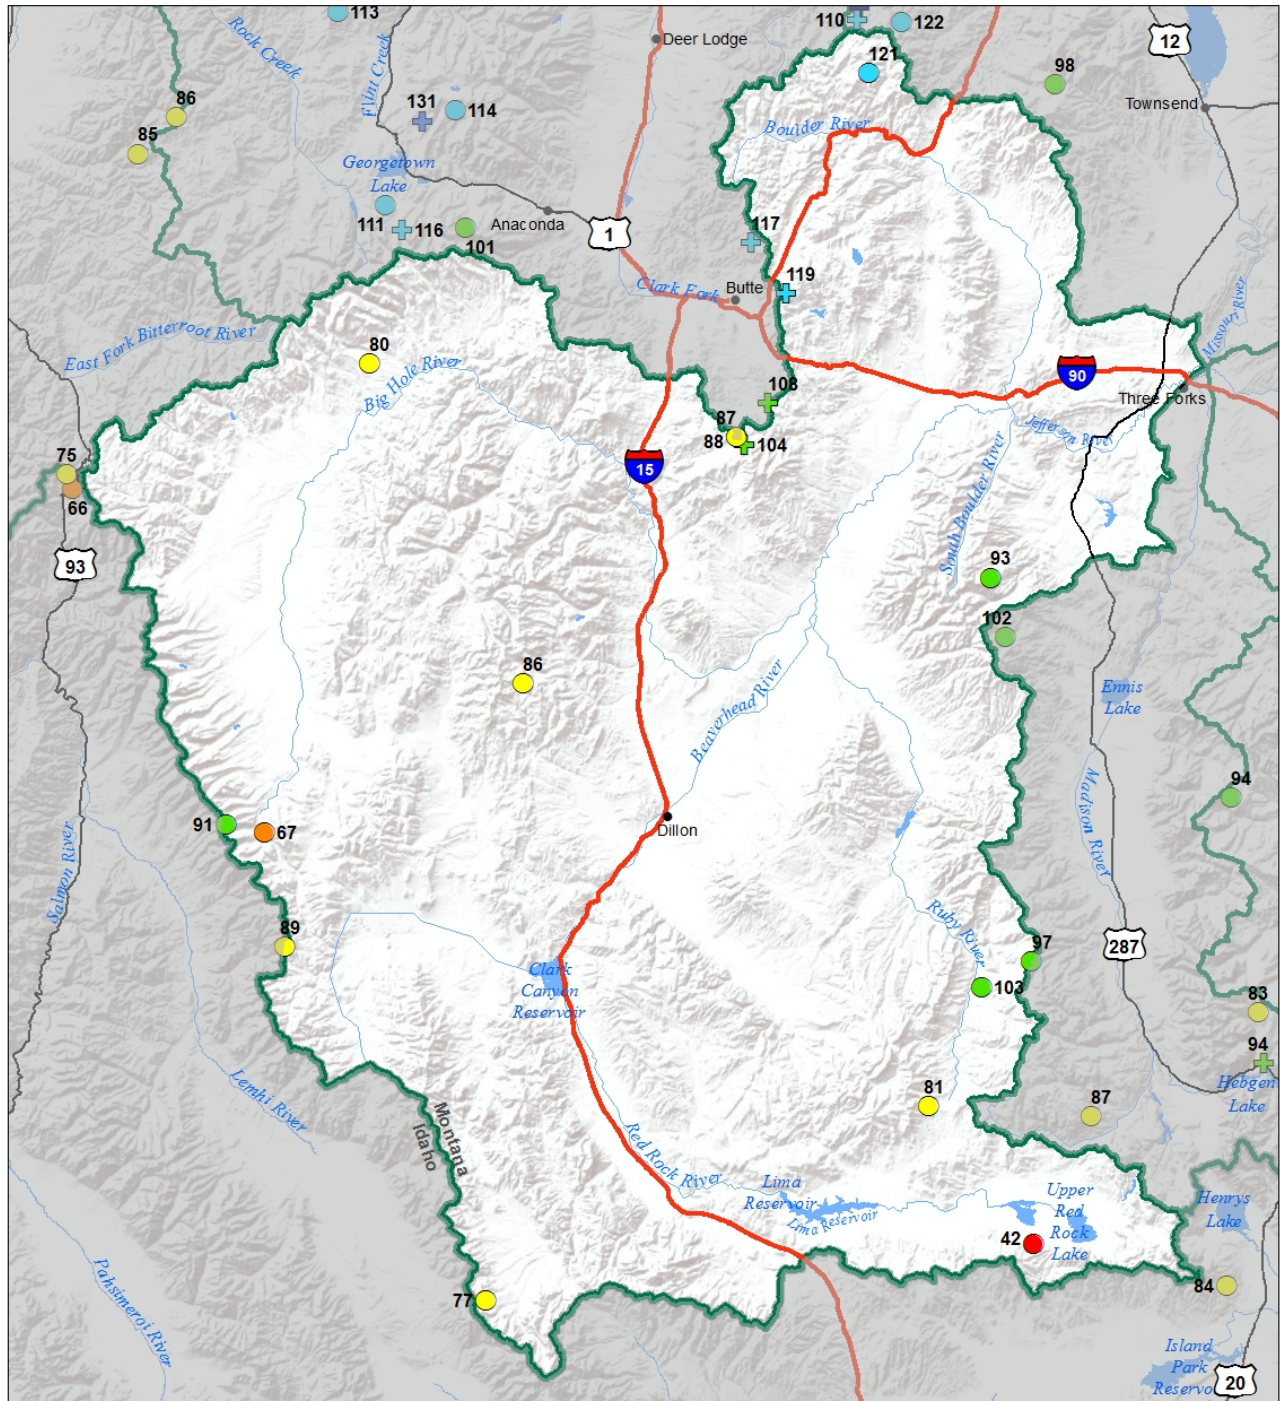 113
Rock Creek
Flint Creek
Deer Lodge
110
122
12
121
98
Townsend
86
131
114
85
Boulder River
Georgetown
Lake
111
116
101
Anaconda
1
117
119
Clark Fork
Butte
East Fork Bitterroot River
80
Big Hole River
Missouri River
90
Three Forks
108
87
88
104
Jefferson River
15
75
66
93
South Boulder River
93
102
86
Beaverhead River
Ennis
Lake
Madison River
94
91
67
Dillon
Salmon River
89
Ruby River
97
287
103
Clark
Canyon
Reservoir
83
94
Hebgen
Lake
81
87
Lemhi River
Montana
Idaho
Red Rock River
Lima
Reservoir
Lima Reservoir
Upper
Red
Rock
Lake
42
Henrys
Lake
84
77
Pahsimeroi River
Island
Park
Reservo
20